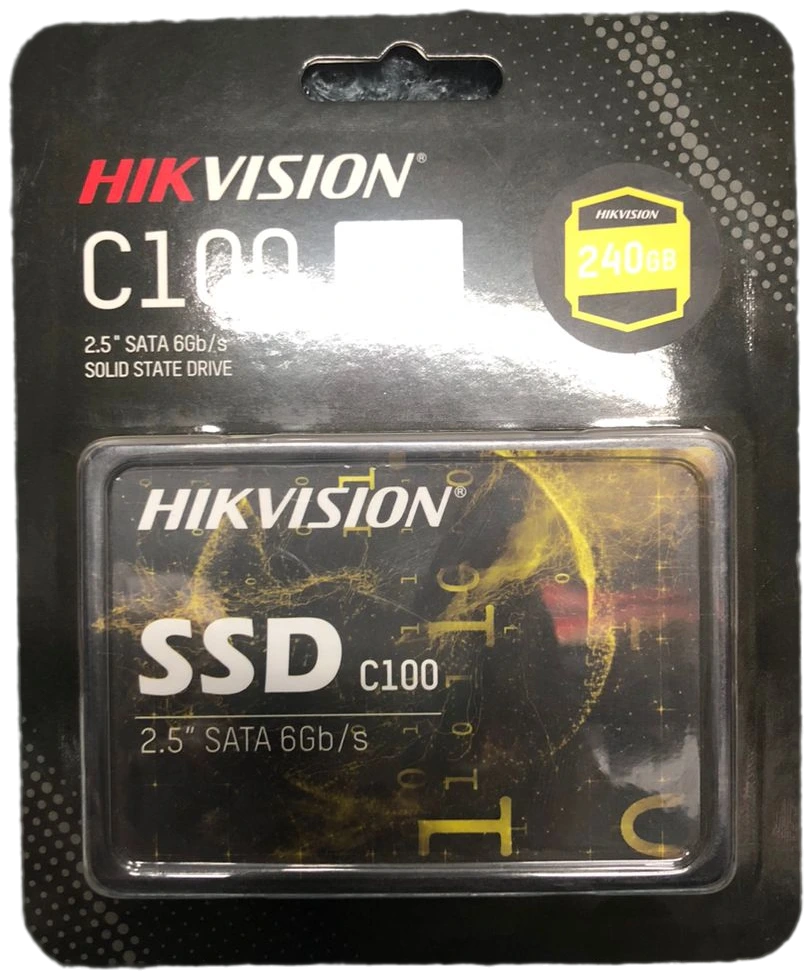 HIKVISION®
C100
HIKVISION
240GB
2.5" SATA 6Gb/s
SOLID STATE DRIVE
HIKVISION®
SSD C100
2.5" SATA 6Gb/s